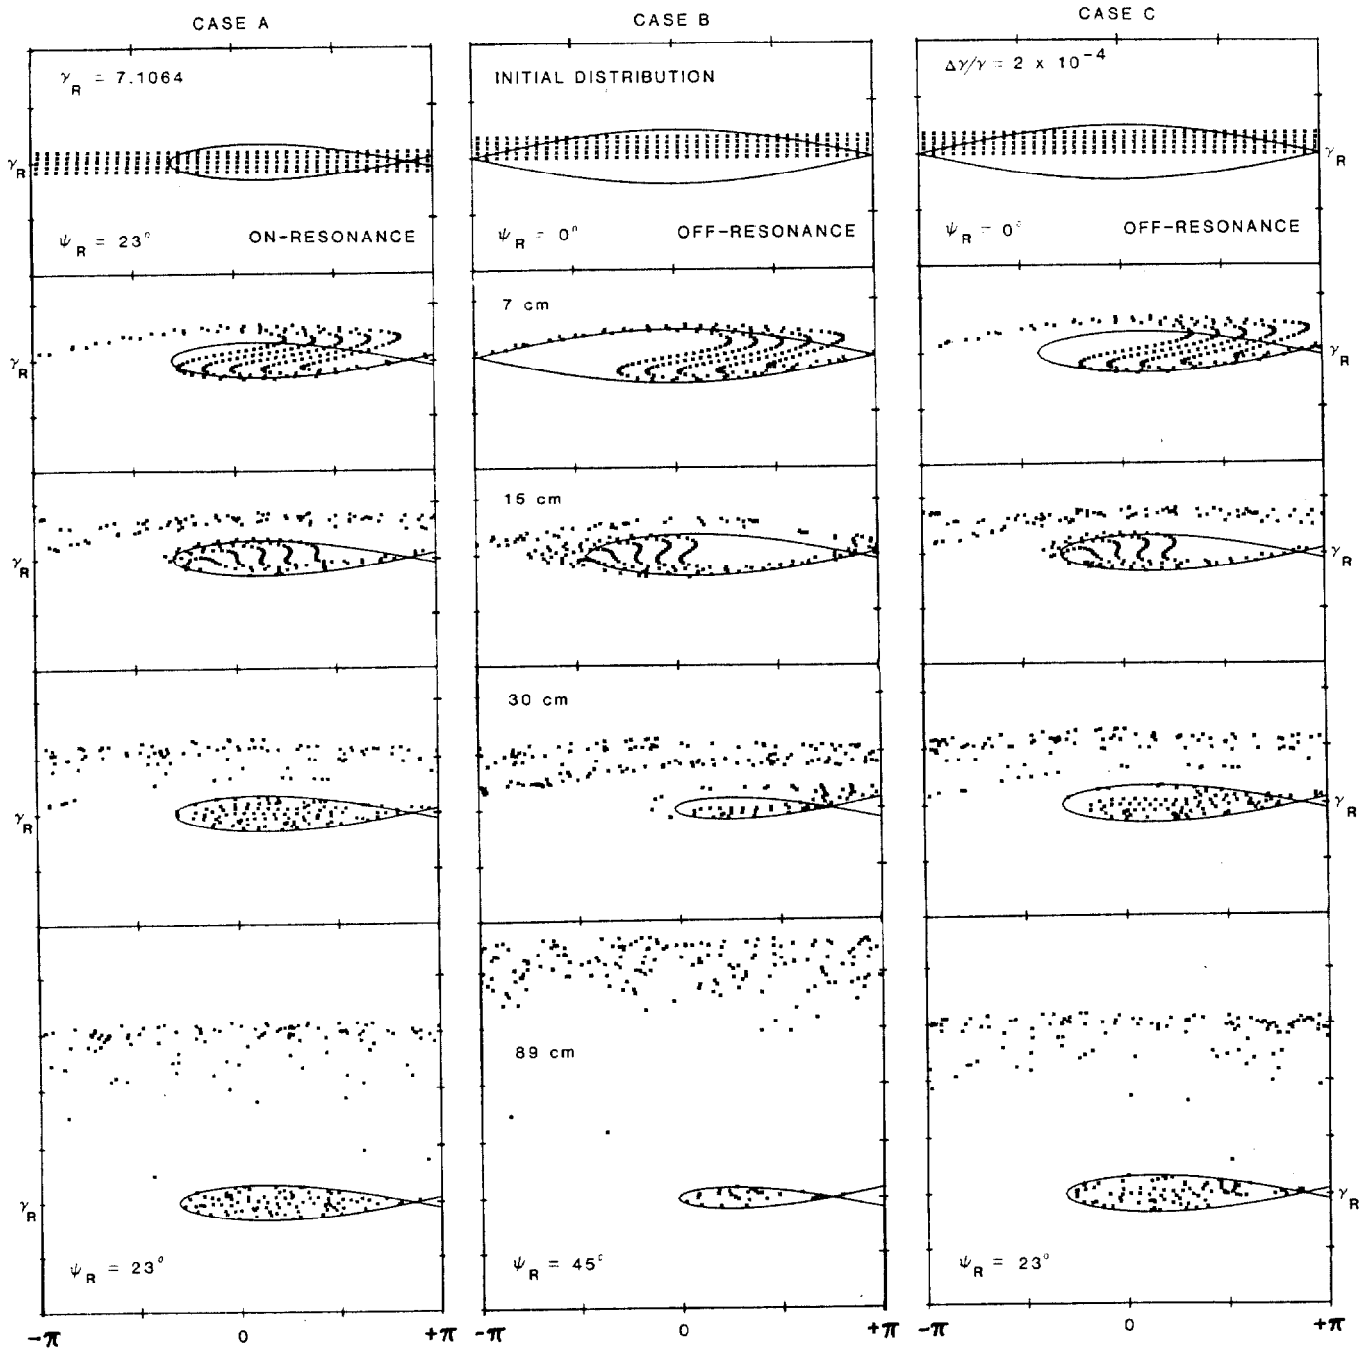 CASE A
CASE B
CASE C
γR = 7.1064
INITIAL DISTRIBUTION
Δγ/γ = 2 x 10-4
γR
γR
ψR = 23°
ON-RESONANCE
ψR = 0°
OFF-RESONANCE
ψR = 0°
OFF-RESONANCE
7 cm
γR
γR
15 cm
γR
γR
30 cm
γR
γR
89 cm
γR
γR
ψR = 23°
ψR = 45°
ψR = 23°
-π
0
+π
-π
0
+π
-π
0
+π